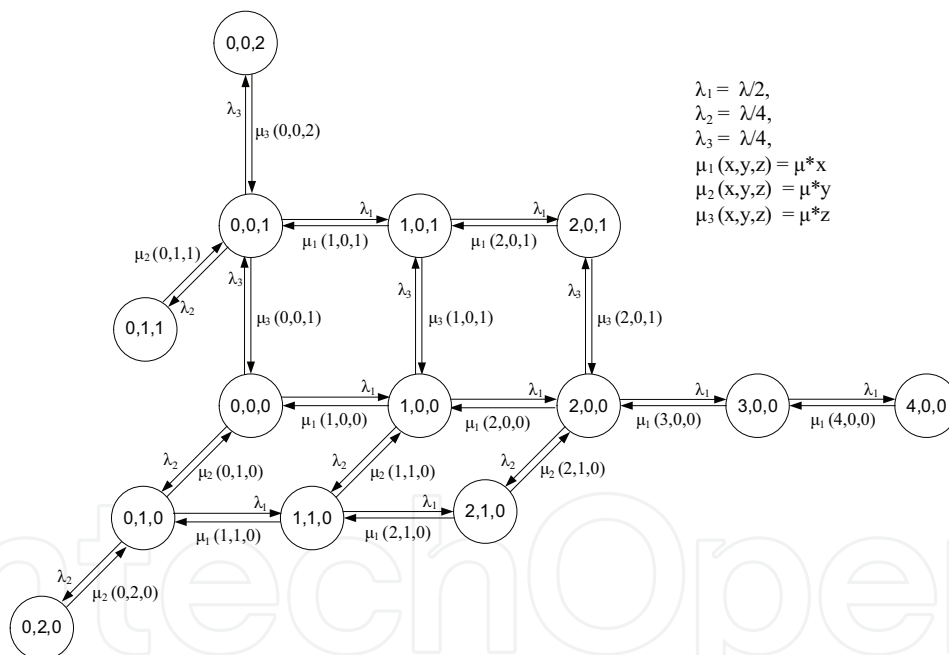 0,0,2
λ₁ = λ/2,
λ₂ = λ/4,
λ₃ = λ/4,
μ₁ (x,y,z) = μ*x
μ₂ (x,y,z) = μ*y
μ₃ (x,y,z) = μ*z
λ₃
μ₃ (0,0,2)
0,0,1
λ₁
μ₁ (1,0,1)
1,0,1
λ₁
μ₁ (2,0,1)
2,0,1
μ₂ (0,1,1)
λ₂
0,1,1
λ₃
μ₃ (0,0,1)
λ₃
μ₃ (1,0,1)
λ₃
μ₃ (2,0,1)
0,0,0
λ₁
μ₁ (1,0,0)
1,0,0
λ₁
μ₁ (2,0,0)
2,0,0
λ₁
μ₁ (3,0,0)
3,0,0
λ₁
μ₁ (4,0,0)
4,0,0
λ₂
μ₂ (0,1,0)
λ₂
μ₂ (1,1,0)
λ₂
μ₂ (2,1,0)
0,1,0
λ₁
μ₁ (1,1,0)
1,1,0
λ₁
μ₁ (2,1,0)
2,1,0
λ₂
μ₂ (0,2,0)
0,2,0
ntechOpe